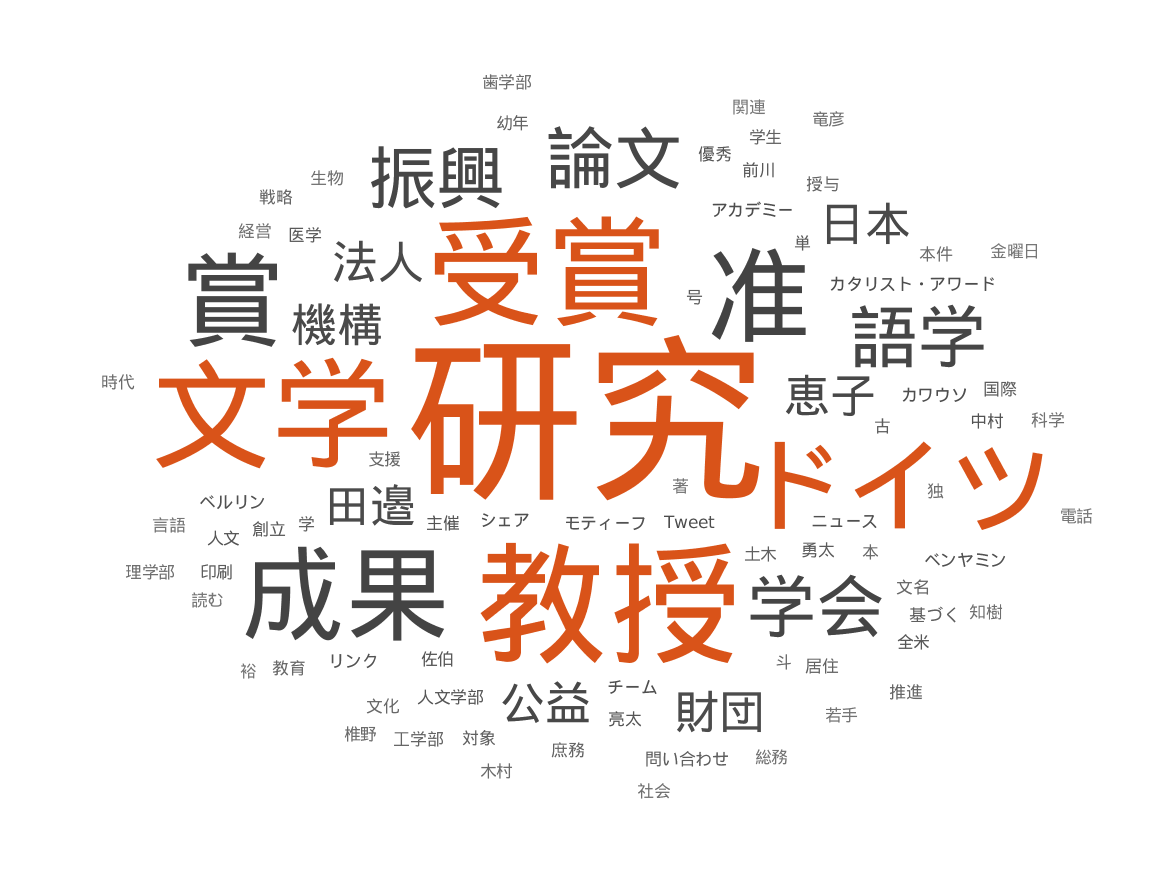 歯学部
関連
竜彦
幼年
学生
論文
優秀
前川
振興
生物
授与
戦略
アカデミー
日本
経営
医学
単
本件
金曜日
法人
受賞
准
カタリスト・アワード
賞
号
機構
語学
研究
時代
文学
恵子
カワウソ
国際
中村
科学
古
支援
ドイツ
著
独
ベルリン
田邊
主催
シェア
モティーフ
Tweet
ニュース
電話
言語
人文
創立
学
土木
勇太
本
ベンヤミン
理学部
印刷
成果
教授
学会
文名
読む
基づく
知樹
全米
裕
教育
リンク
佐伯
斗
居住
人文学部
公益
チーム
財団
推進
文化
亮太
若手
椎野
工学部
対象
庶務
問い合わせ
総務
木村
社会